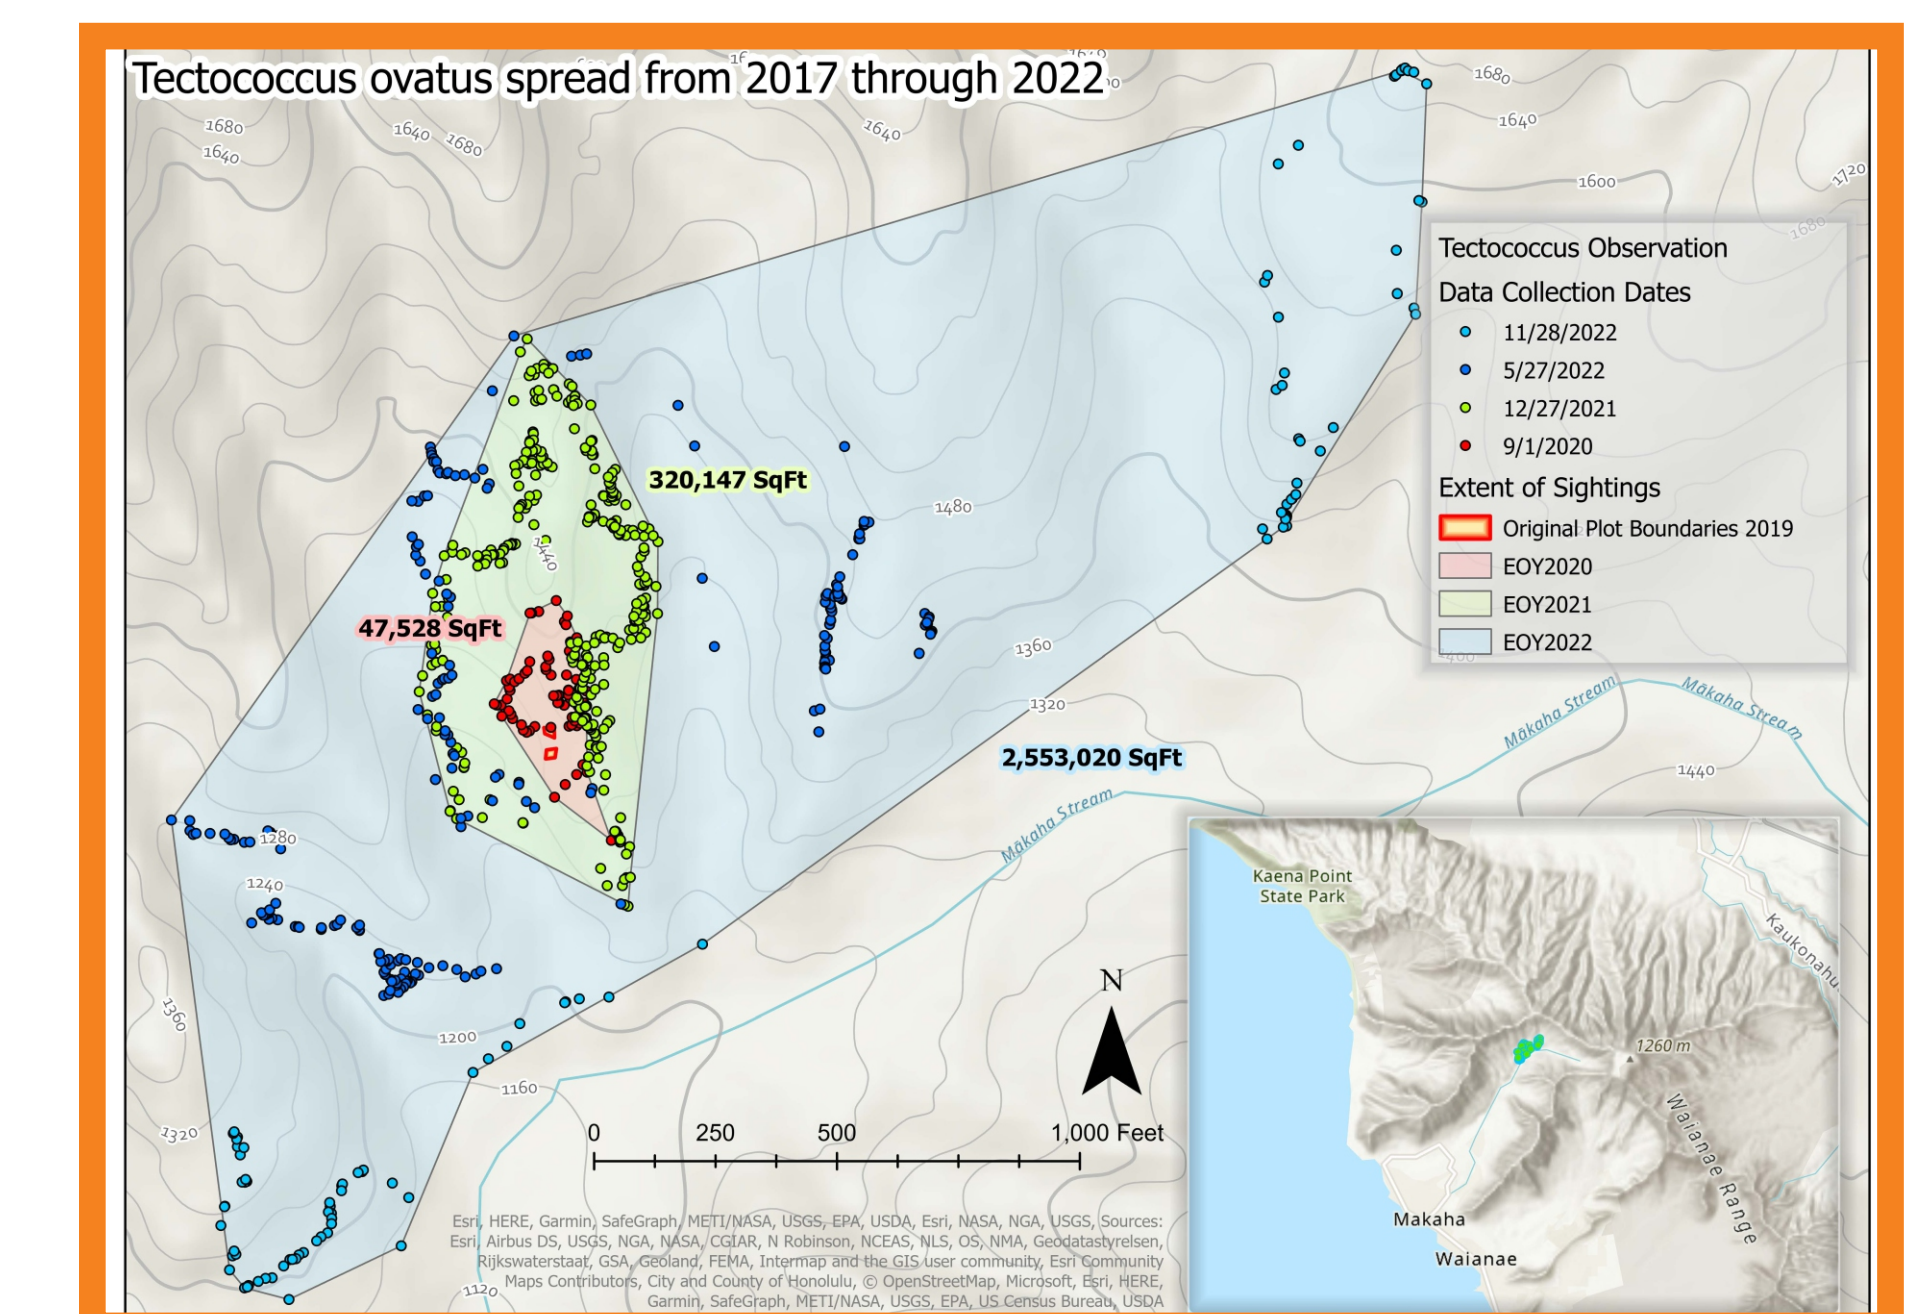 Tectococcus ovatus spread from 2017 through 2022
1680
1640
1640
1680
1640
1680
1640
1600
1720
1680
Tectococcus Observation
Data Collection Dates
11/28/2022
5/27/2022
12/27/2021
9/1/2020
Extent of Sightings
Original Plot Boundaries 2019
EOY2020
EOY2021
EOY2022
320,147 SqFt
1480
1440
47,528 SqFt
1360
1400
1320
2,553,020 SqFt
Mākaha Stream
Mākaha Stream
Mākaha Stream
1440
1280
1240
1360
1200
1160
1320
1120
N
0 250 500 1,000 Feet
Kaena Point
State Park
Kaukonahu
1260 m
Waianae Range
Makaha
Waianae
Esri, HERE, Garmin, SafeGraph, METI/NASA, USGS, EPA, USDA, Esri, NASA, NGA, USGS, Sources:
Esri, Airbus DS, USGS, NGA, NASA, CGIAR, N Robinson, NCEAS, NLS, OS, NMA, Geodatastyrelsen,
Rijkswaterstaat, GSA, Geoland, FEMA, Intermap and the GIS user community, Esri Community
Maps Contributors, City and County of Honolulu, © OpenStreetMap, Microsoft, Esri, HERE,
Garmin, SafeGraph, METI/NASA, USGS, EPA, US Census Bureau, USDA